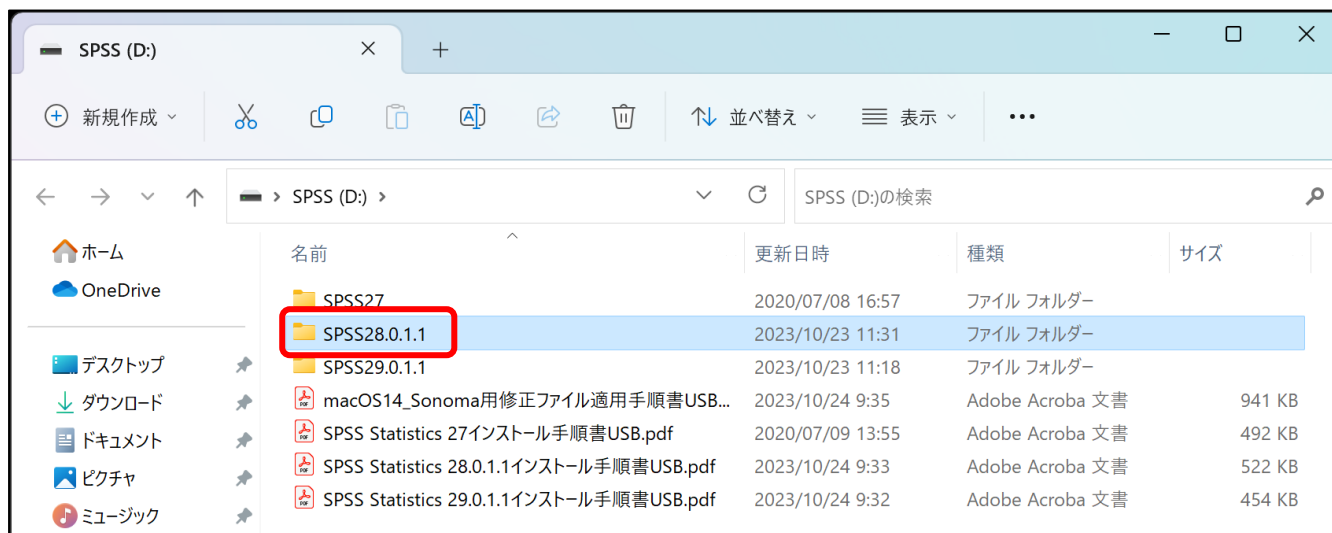 SPSS (D:)
新規作成
並べ替え
表示
SPSS (D:)
SPSS (D:)の検索
名前 更新日時 種類 サイズ
ホーム
OneDrive
デスクトップ
ダウンロード
ドキュメント
ピクチャ
ミュージック
SPSS27 2020/07/08 16:57 ファイル フォルダー
SPSS28.0.1.1 2023/10/23 11:31 ファイル フォルダー
SPSS29.0.1.1 2023/10/23 11:18 ファイル フォルダー
macOS14_Sonoma用修正ファイル適用手順書USB... 2023/10/24 9:35 Adobe Acroba 文書 941 KB
SPSS Statistics 27インストール手順書USB.pdf 2020/07/09 13:55 Adobe Acroba 文書 492 KB
SPSS Statistics 28.0.1.1インストール手順書USB.pdf 2023/10/24 9:33 Adobe Acroba 文書 522 KB
SPSS Statistics 29.0.1.1インストール手順書USB.pdf 2023/10/24 9:32 Adobe Acroba 文書 454 KB